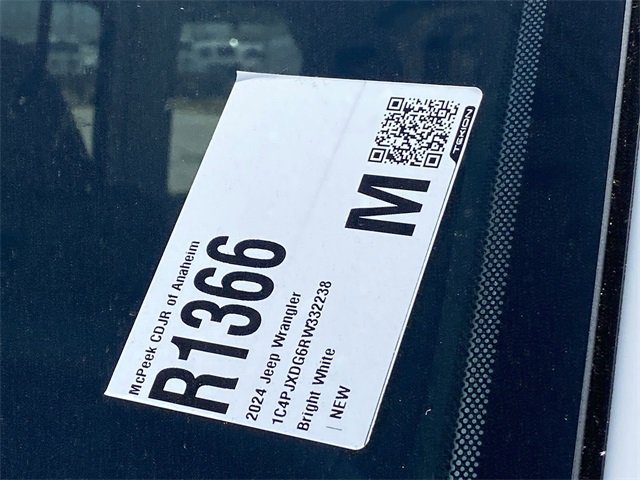 McPeek CDJR of Anaheim
R1366
M
2024 Jeep Wrangler
1C4PJXDG6RW332238
Bright White
| NEW
TEKION